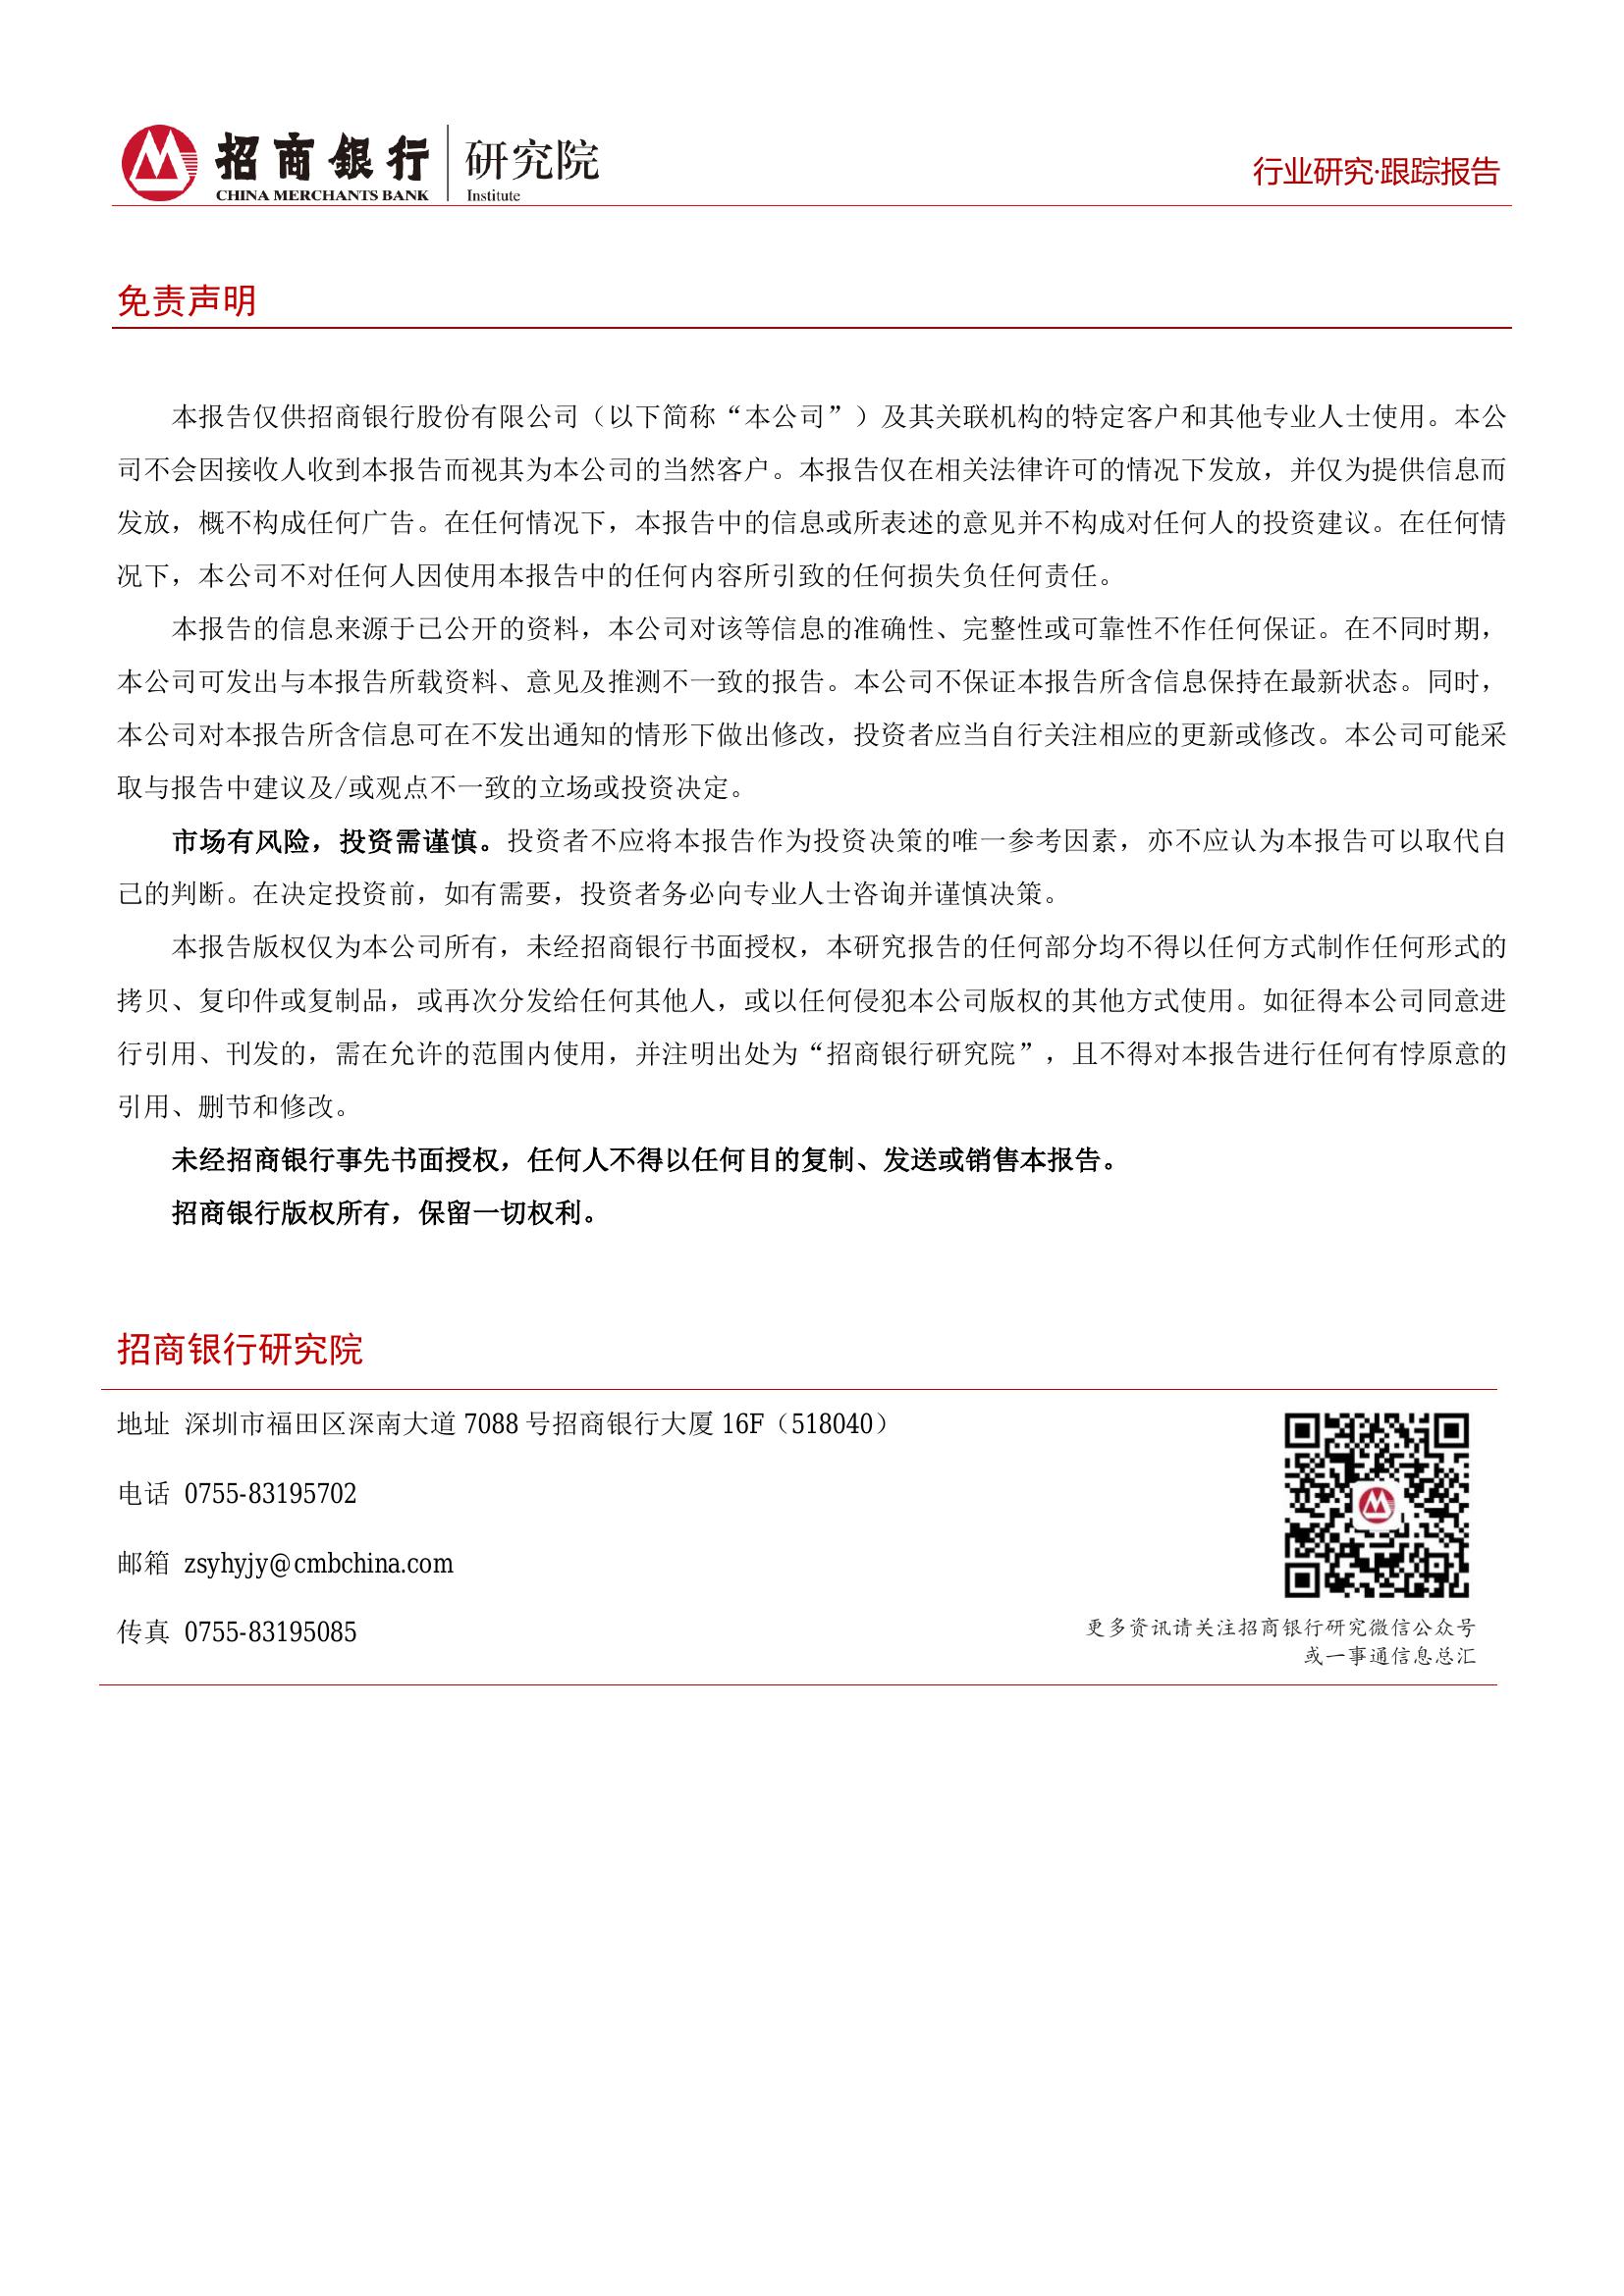 招商银行
CHINA MERCHANTS BANK
研究院
Institute
行业研究·跟踪报告
免责声明
本报告仅供招商银行股份有限公司（以下简称“本公司”）及其关联机构的特定客户和其他专业人士使用。本公
司不会因接收人收到本报告而视其为本公司的当然客户。本报告仅在相关法律许可的情况下发放，并仅为提供信息而
发放，概不构成任何广告。在任何情况下，本报告中的信息或所表述的意见并不构成对任何人的投资建议。在任何情
况下，本公司不对任何人因使用本报告中的任何内容所引致的任何损失负任何责任。
本报告的信息来源于已公开的资料，本公司对该等信息的准确性、完整性或可靠性不作任何保证。在不同时期，
本公司可发出与本报告所载资料、意见及推测不一致的报告。本公司不保证本报告所含信息保持在最新状态。同时，
本公司对本报告所含信息可在不发出通知的情形下做出修改，投资者应当自行关注相应的更新或修改。本公司可能采
取与报告中建议及/或观点不一致的立场或投资决定。
市场有风险，投资需谨慎。投资者不应将本报告作为投资决策的唯一参考因素，亦不应认为本报告可以取代自
己的判断。在决定投资前，如有需要，投资者务必向专业人士咨询并谨慎决策。
本报告版权仅为本公司所有，未经招商银行书面授权，本研究报告的任何部分均不得以任何方式制作任何形式的
拷贝、复印件或复制品，或再次分发给任何其他人，或以任何侵犯本公司版权的其他方式使用。如征得本公司同意进
行引用、刊发的，需在允许的范围内使用，并注明出处为“招商银行研究院”，且不得对本报告进行任何有悖原意的
引用、删节和修改。
未经招商银行事先书面授权，任何人不得以任何目的复制、发送或销售本报告。
招商银行版权所有，保留一切权利。
招商银行研究院
地址 深圳市福田区深南大道 7088 号招商银行大厦 16F（518040）
电话 0755-83195702
邮箱 zsyhyjy@cmbchina.com
传真 0755-83195085
更多资讯请关注招商银行研究微信公众号
或一事通信息总汇